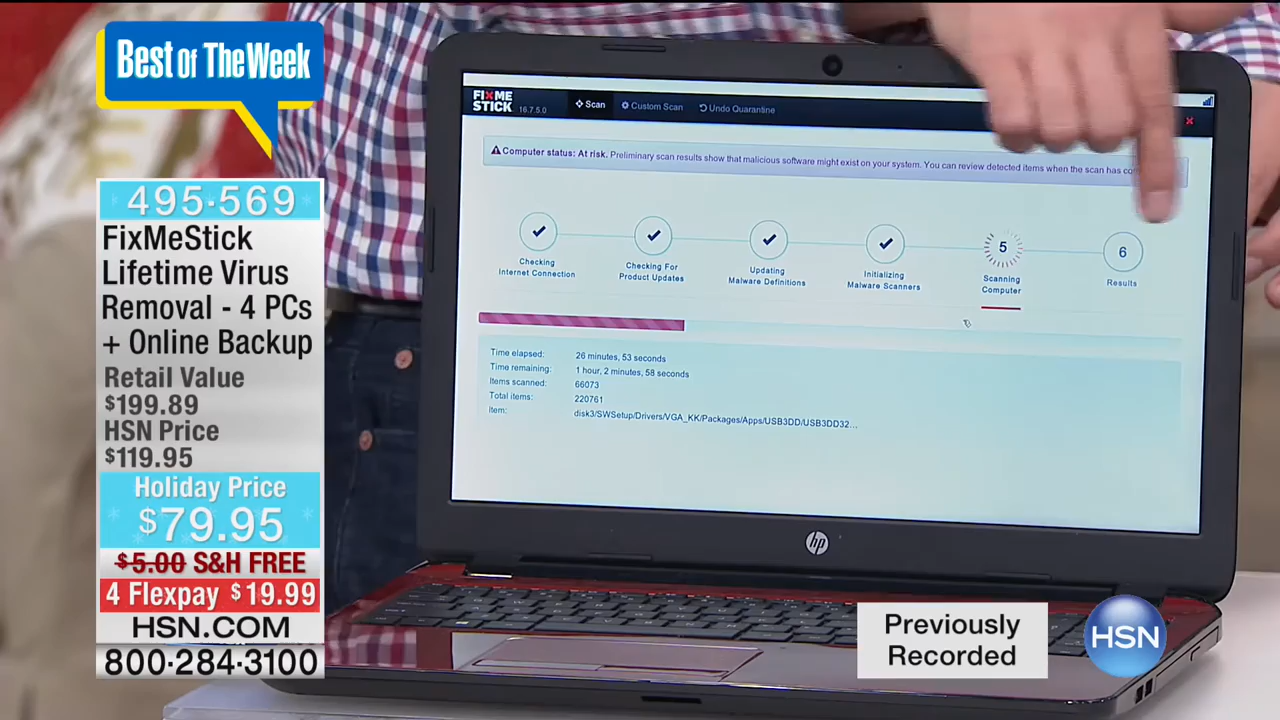 Best of The Week
495-569
FixMeStick
Lifetime Virus
Removal - 4 PCs
+ Online Backup
Retail Value
$199.89
HSN Price
$119.95
Holiday Price
$79.95
$5.00 S&H FREE
4 Flexpay $19.99
HSN.COM
800-284-3100
FIXME
STICK 16.7.5.0 Scan Custom Scan Undo Quarantine
Computer status: At risk. Preliminary scan results show that malicious software might exist on your system. You can review detected items when the scan has
Checking
Internet Connection
Checking For
Product Updates
Updating
Malware Definitions
Initializing
Malware Scanners
5
Scanning
Computer
6
Results
Time elapsed: 26 minutes, 53 seconds
Time remaining: 1 hour, 2 minutes, 58 seconds
Items scanned: 66073
Total items: 220761
Item: disk3/SWSetup/Drivers/VGA_KK/Packages/Apps/USB3DD/USB3DD32...
hp
Previously
Recorded
HSN